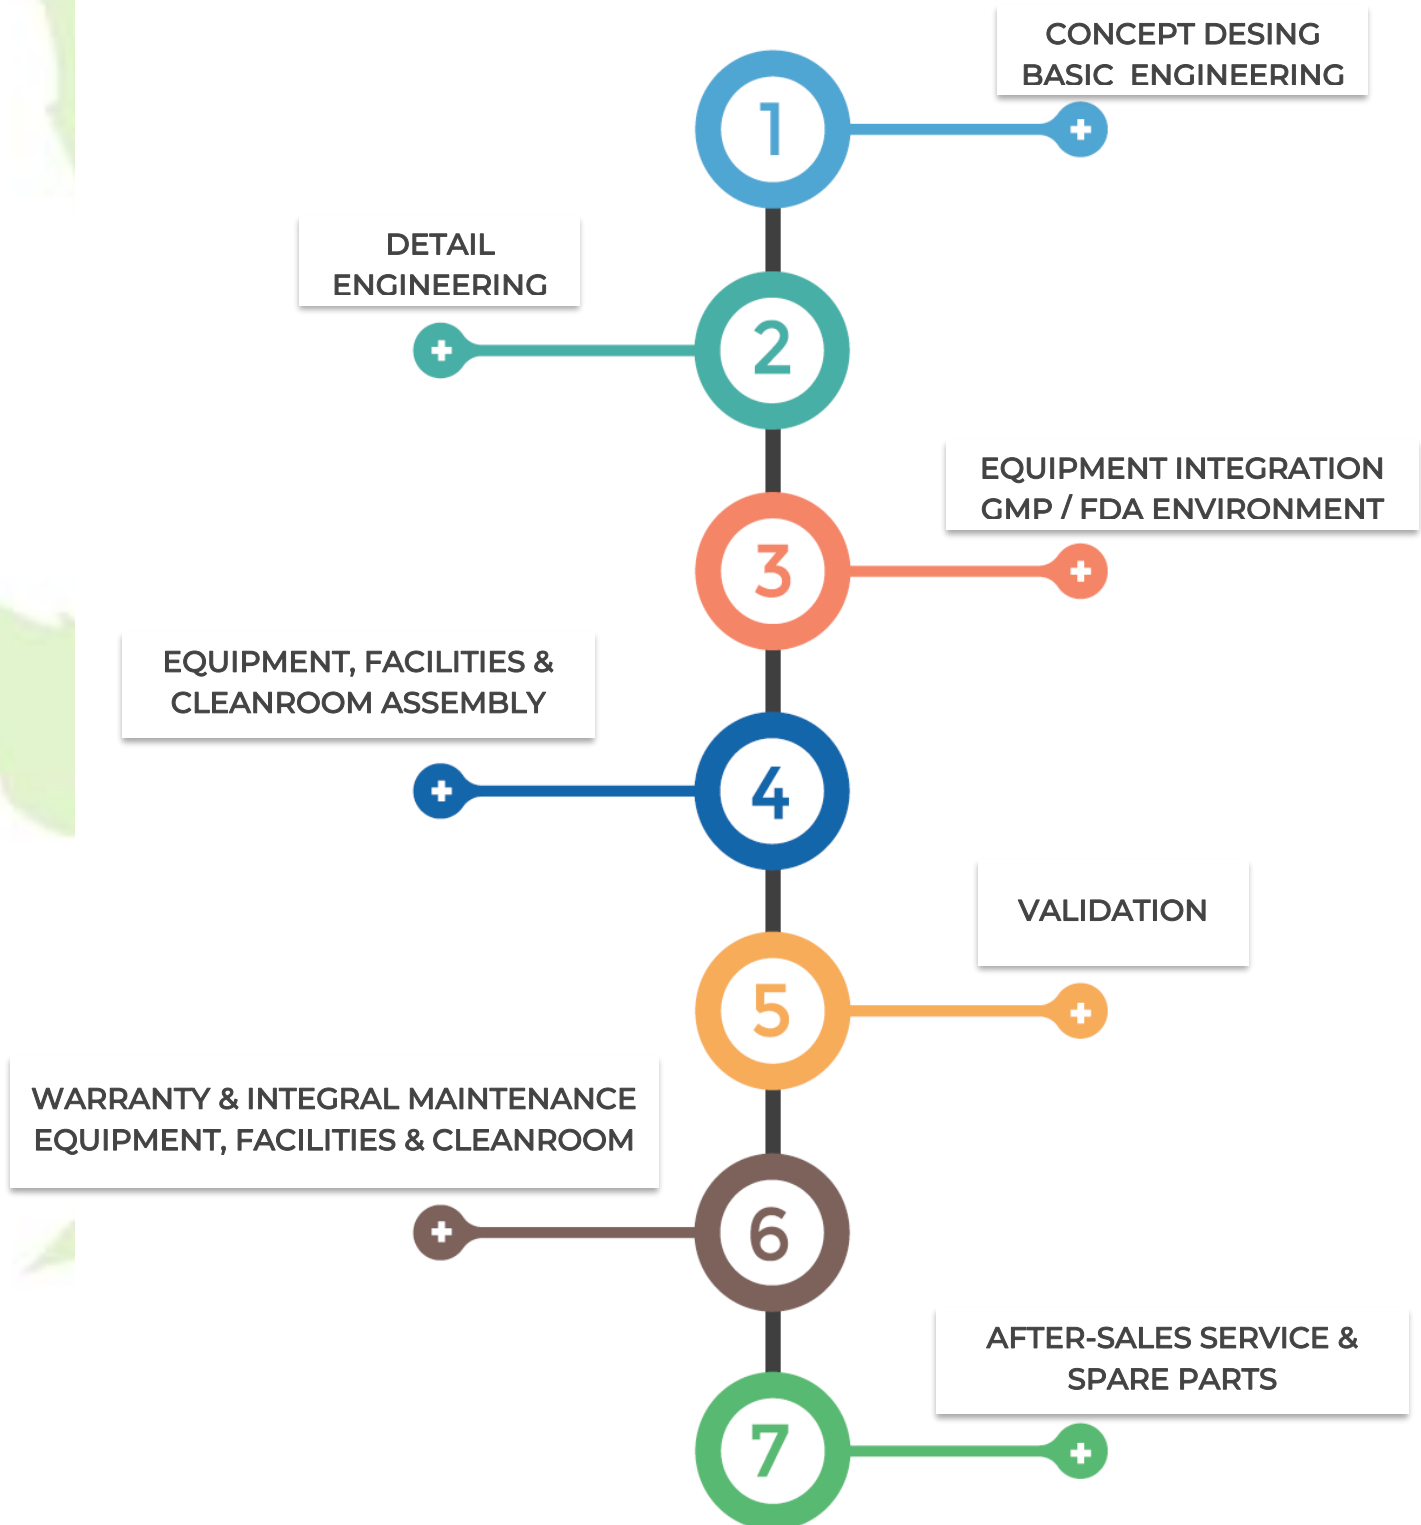 CONCEPT DESING
BASIC ENGINEERING
1
DETAIL
ENGINEERING
2
EQUIPMENT INTEGRATION
GMP / FDA ENVIRONMENT
3
EQUIPMENT, FACILITIES &
CLEANROOM ASSEMBLY
4
VALIDATION
5
WARRANTY & INTEGRAL MAINTENANCE
EQUIPMENT, FACILITIES & CLEANROOM
6
AFTER-SALES SERVICE &
SPARE PARTS
7